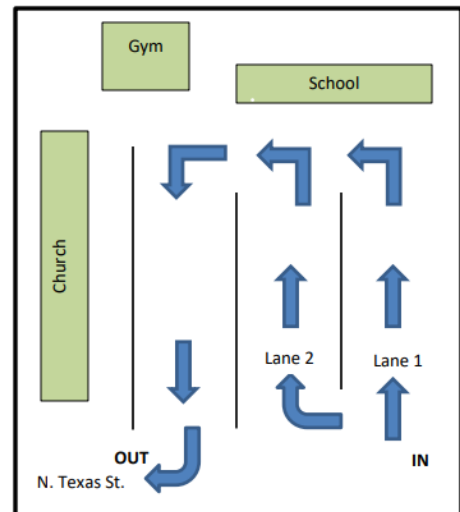 Gym
School
Church
Lane 2
Lane 1
OUT
IN
N. Texas St.